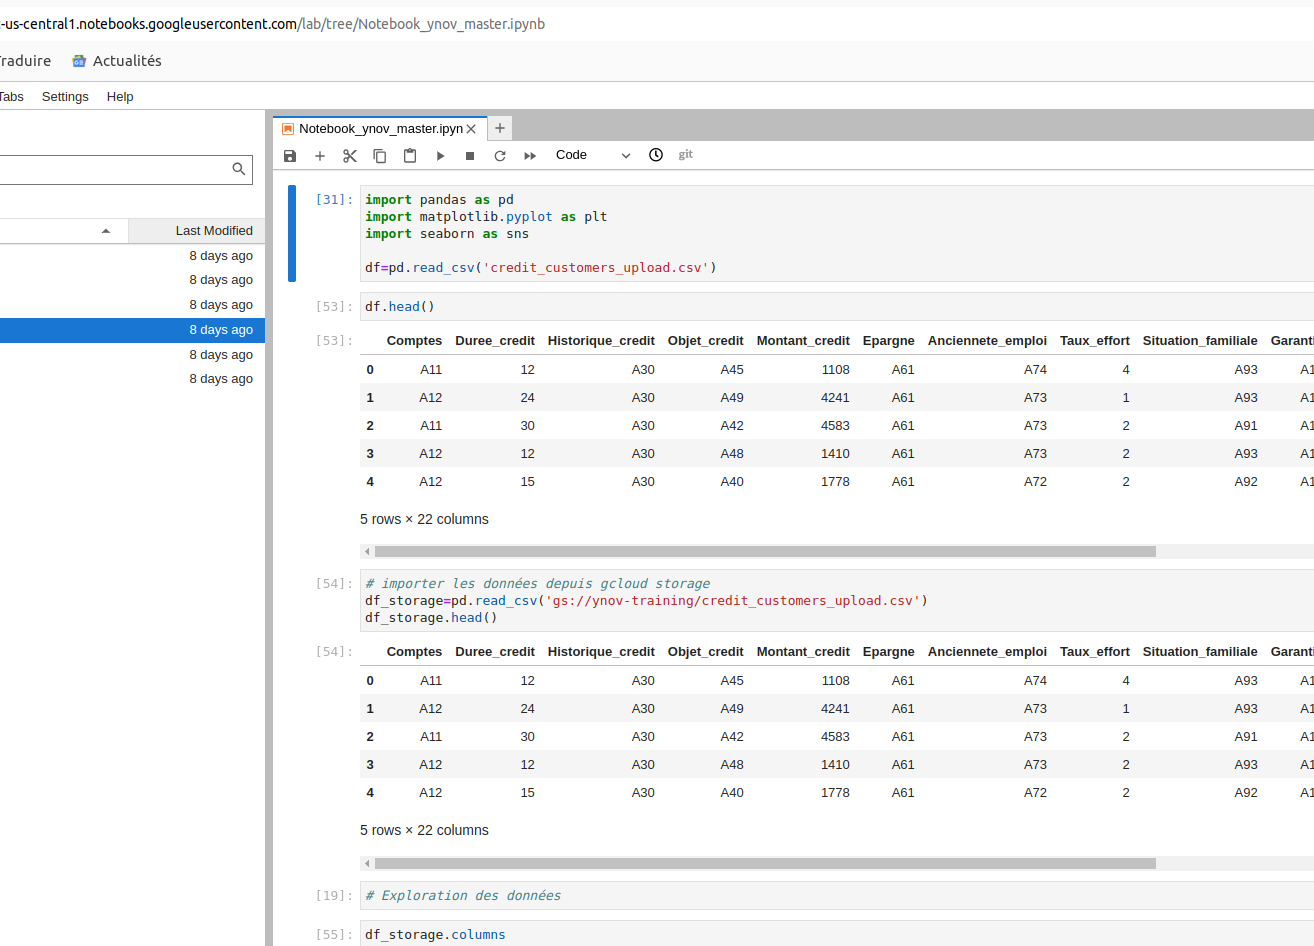 -us-central1.notebooks.googleusercontent.com/lab/tree/Notebook_ynov_master.ipynb
Traduire Actualités
Tabs Settings Help
Notebook_ynov_master.ipyn
Code git
Last Modified
8 days ago
8 days ago
8 days ago
8 days ago
8 days ago
8 days ago
[31]: import pandas as pd
import matplotlib.pyplot as plt
import seaborn as sns
df=pd.read_csv('credit_customers_upload.csv')
[53]: df.head()
[53]: Comptes Duree_credit Historique_credit Objet_credit Montant_credit Epargne Anciennete_emploi Taux_effort Situation_familiale Garanti
0 A11 12 A30 A45 1108 A61 A74 4 A93 A1
1 A12 24 A30 A49 4241 A61 A73 1 A93 A1
2 A11 30 A30 A42 4583 A61 A73 2 A91 A1
3 A12 12 A30 A48 1410 A61 A73 2 A93 A1
4 A12 15 A30 A40 1778 A61 A72 2 A92 A1
5 rows × 22 columns
[54]: # importer les données depuis gcloud storage
df_storage=pd.read_csv('gs://ynov-training/credit_customers_upload.csv')
df_storage.head()
[54]: Comptes Duree_credit Historique_credit Objet_credit Montant_credit Epargne Anciennete_emploi Taux_effort Situation_familiale Garanti
0 A11 12 A30 A45 1108 A61 A74 4 A93 A1
1 A12 24 A30 A49 4241 A61 A73 1 A93 A1
2 A11 30 A30 A42 4583 A61 A73 2 A91 A1
3 A12 12 A30 A48 1410 A61 A73 2 A93 A1
4 A12 15 A30 A40 1778 A61 A72 2 A92 A1
5 rows × 22 columns
[19]: # Exploration des données
[55]: df_storage.columns